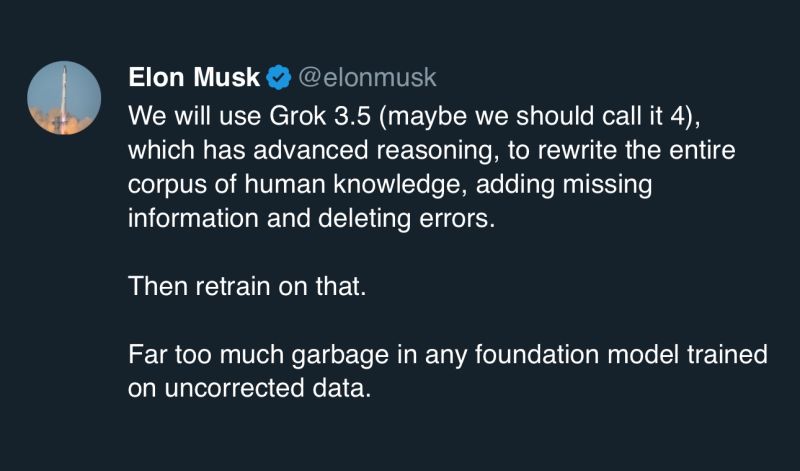 Elon Musk @elonmusk
We will use Grok 3.5 (maybe we should call it 4),
which has advanced reasoning, to rewrite the entire
corpus of human knowledge, adding missing
information and deleting errors.
Then retrain on that.
Far too much garbage in any foundation model trained
on uncorrected data.